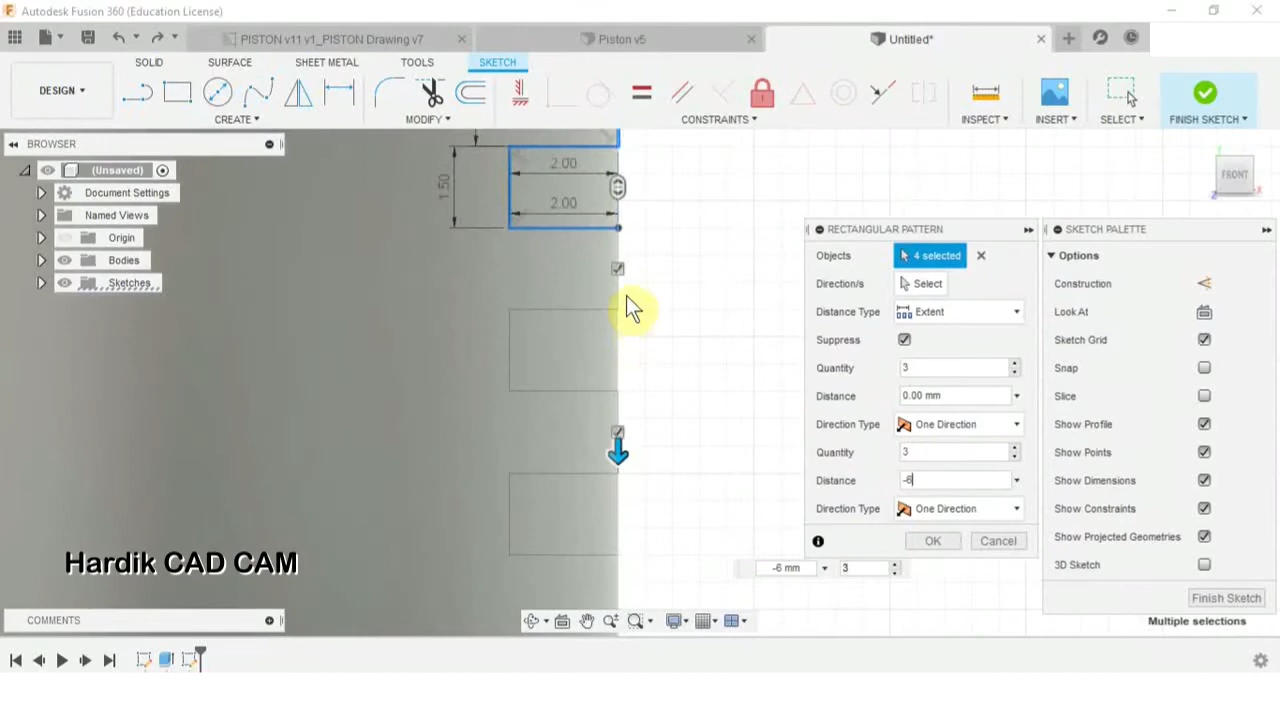 Autodesk Fusion 360 (Education License)
PISTON v11 v1_PISTON Drawing v7
Piston v5
Untitled*
SOLID
SURFACE
SHEET METAL
TOOLS
SKETCH
DESIGN
CREATE
MODIFY
CONSTRAINTS
INSPECT
INSERT
SELECT
FINISH SKETCH
BROWSER
(Unsaved)
Document Settings
Named Views
Origin
Bodies
Sketches
2.00
1.50
2.00
FRONT
RECTANGULAR PATTERN
Objects
4 selected
Direction/s
Select
Distance Type
Extent
Suppress
Quantity
3
Distance
0.00 mm
Direction Type
One Direction
Quantity
3
Distance
-6
Direction Type
One Direction
OK
Cancel
-6 mm
3
SKETCH PALETTE
Options
Construction
Look At
Sketch Grid
Snap
Slice
Show Profile
Show Points
Show Dimensions
Show Constraints
Show Projected Geometries
3D Sketch
Finish Sketch
Multiple selections
Hardik CAD CAM
COMMENTS